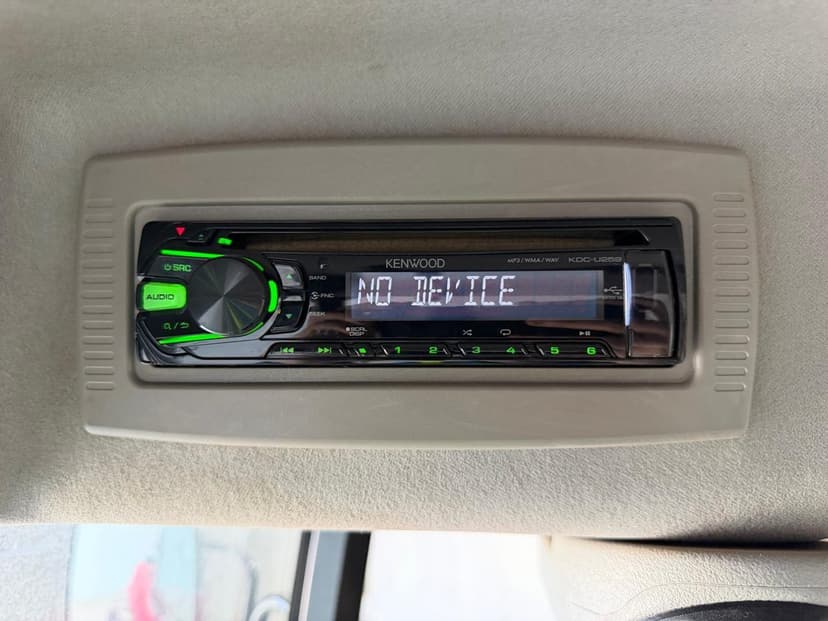 SRC
AUDIO
BAND
FNC
SEEK
KENWOOD
MP3/WMA/WAV KDC-U259
NO DEVICE
SCRL
DISP
1 2 3 4 5 6